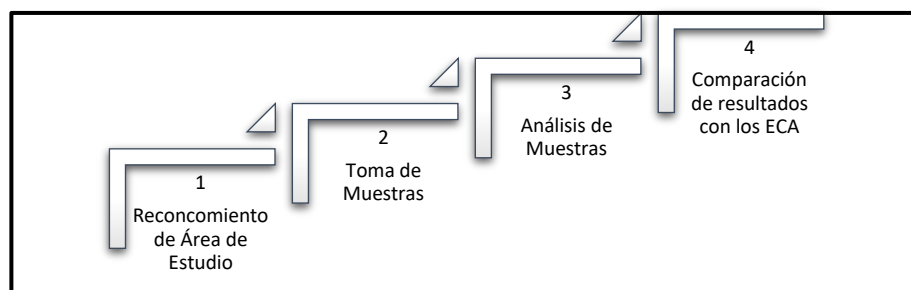 1
Reconcomiento
de Área de
Estudio
2
Toma de
Muestras
3
Análisis de
Muestras
4
Comparación
de resultados
con los ECA